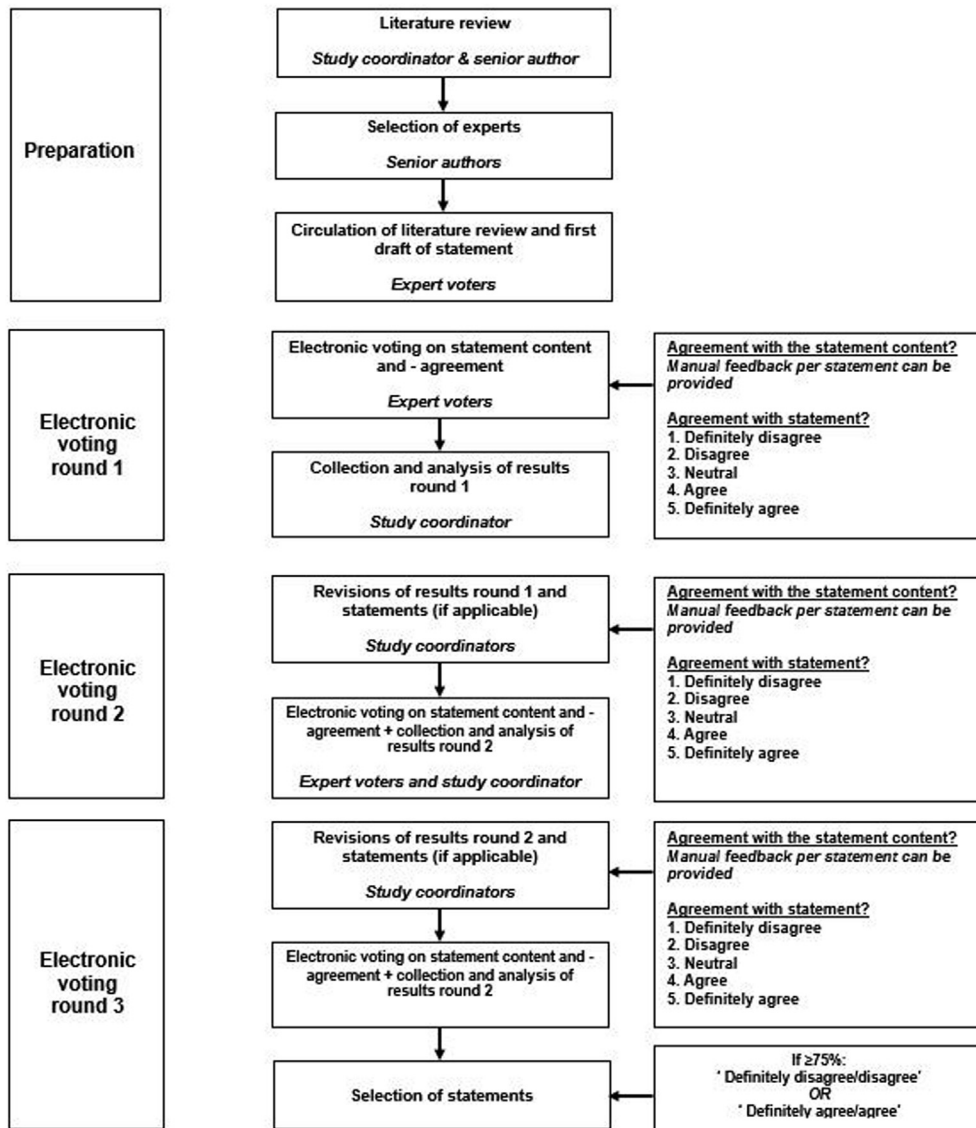 Preparation
Literature review
Study coordinator & senior author
Selection of experts
Senior authors
Circulation of literature review and first
draft of statement
Expert voters
Electronic
voting
round 1
Electronic voting on statement content
and - agreement
Expert voters
Collection and analysis of results
round 1
Study coordinator
Agreement with the statement content?
Manual feedback per statement can be
provided
Agreement with statement?
1. Definitely disagree
2. Disagree
3. Neutral
4. Agree
5. Definitely agree
Electronic
voting
round 2
Revisions of results round 1 and
statements (if applicable)
Study coordinators
Electronic voting on statement content and -
agreement + collection and analysis of
results round 2
Expert voters and study coordinator
Agreement with the statement content?
Manual feedback per statement can be
provided
Agreement with statement?
1. Definitely disagree
2. Disagree
3. Neutral
4. Agree
5. Definitely agree
Electronic
voting
round 3
Revisions of results round 2 and
statements (if applicable)
Study coordinators
Electronic voting on statement content and -
agreement + collection and analysis of
results round 2
Selection of statements
Agreement with the statement content?
Manual feedback per statement can be
provided
Agreement with statement?
1. Definitely disagree
2. Disagree
3. Neutral
4. Agree
5. Definitely agree
If ≥75%:
' Definitely disagree/disagree'
OR
' Definitely agree/agree'